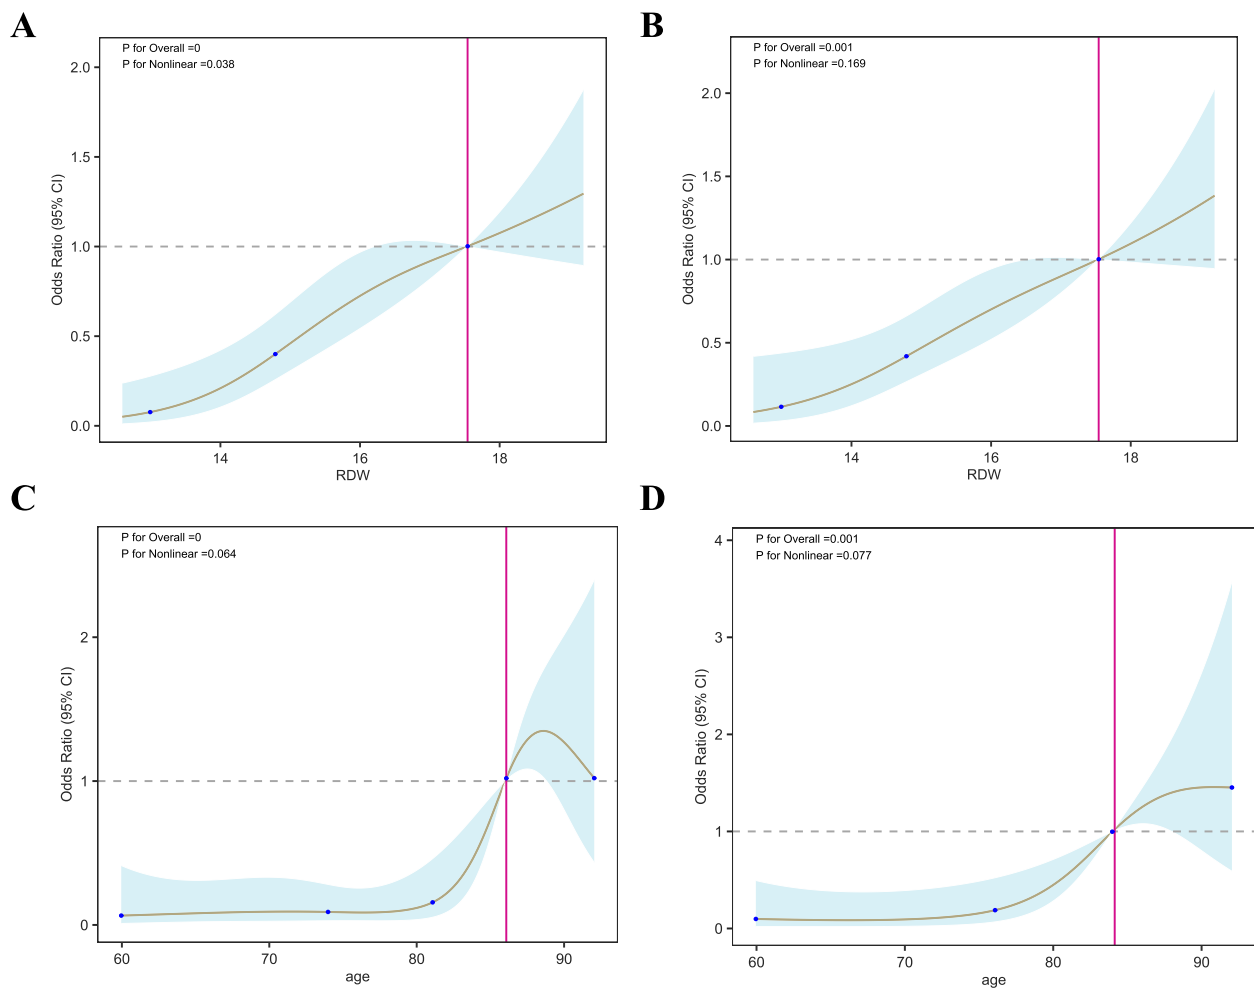 A
P for Overall =0
P for Nonlinear =0.038
2.0
1.5
1.0
0.5
0.0
Odds Ratio (95% CI)
14
16
18
RDW
B
P for Overall =0.001
P for Nonlinear =0.169
2.0
1.5
1.0
0.5
0.0
Odds Ratio (95% CI)
14
16
18
RDW
C
P for Overall =0
P for Nonlinear =0.064
2
1
0
Odds Ratio (95% CI)
60
70
80
90
age
D
P for Overall =0.001
P for Nonlinear =0.077
4
3
2
1
0
Odds Ratio (95% CI)
60
70
80
90
age